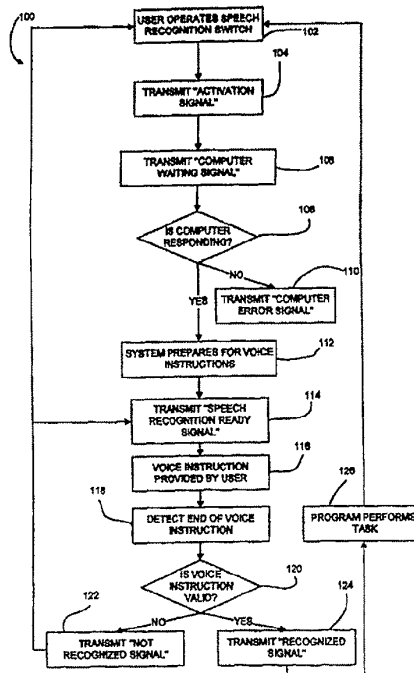 100
USER OPERATES SPEECH
RECOGNITION SWITCH
102
104
TRANSMIT "ACTIVATION
SIGNAL"
TRANSMIT "COMPUTER
WAITING SIGNAL"
106
IS COMPUTER
RESPONDING?
108
NO
110
YES
TRANSMIT "COMPUTER
ERROR SIGNAL"
SYSTEM PREPARES FOR VOICE
INSTRUCTIONS
112
TRANSMIT "SPEECH
RECOGNITION READY
SIGNAL"
114
VOICE INSTRUCTION
PROVIDED BY USER
116
118
DETECT END OF VOICE
INSTRUCTION
126
PROGRAM PERFORMS
TASK
IS VOICE
INSTRUCTION
VALID?
120
122
NO
YES
124
TRANSMIT "NOT
RECOGNIZED SIGNAL"
TRANSMIT "RECOGNIZED
SIGNAL"